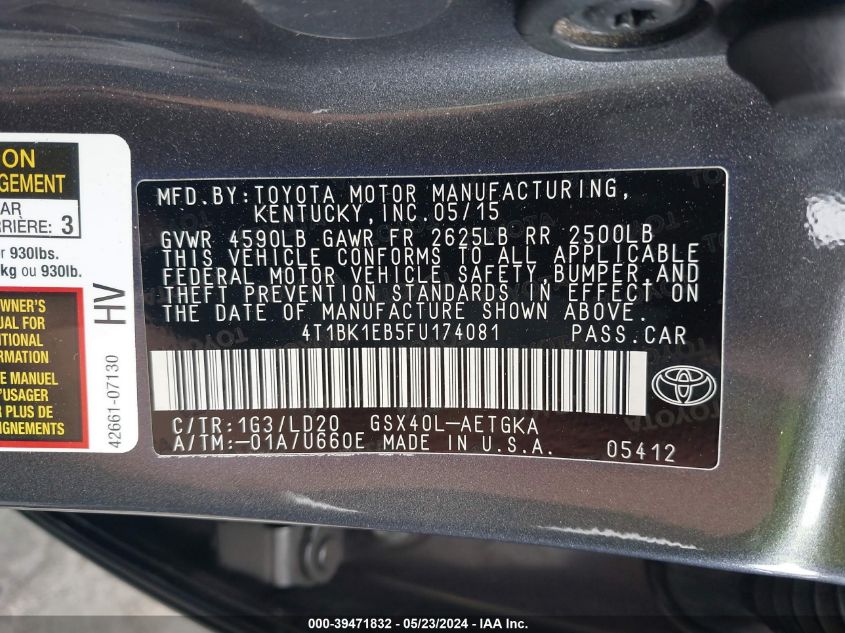 ON
GEMENT
AR
RIÈRE: 3
r 930lbs.
kg ou 930lb.
OWNER'S
UAL FOR
ITIONAL
RMATION
E MANUEL
'USAGER
R PLUS DE
SIGNEMENTS
HV
42661-07130
MFD.BY:TOYOTA MOTOR MANUFACTURING,
KENTUCKY, INC.05/15
GVWR 4590LB GAWR FR 2625LB RR 2500LB
THIS VEHICLE CONFORMS TO ALL APPLICABLE
FEDERAL MOTOR VEHICLE SAFETY,BUMPER,AND
THEFT PREVENTION STANDARDS IN EFFECT ON
THE DATE OF MANUFACTURE SHOWN ABOVE.
4T1BK1EB5FU174081 PASS.CAR
C/TR:1G3/LD20 GSX40L-AETGKA
A/TM:-01A/U660E MADE IN U.S.A. 05412
000-39471832 - 05/23/2024 - IAA Inc.